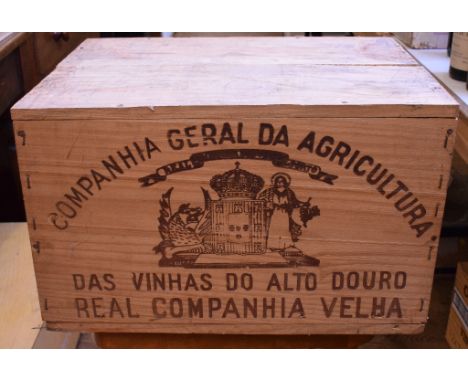 COMPANHIA GERAL DA AGRICULTURA
DAS VINHAS DO ALTO DOURO
REAL COMPANHIA VELHA